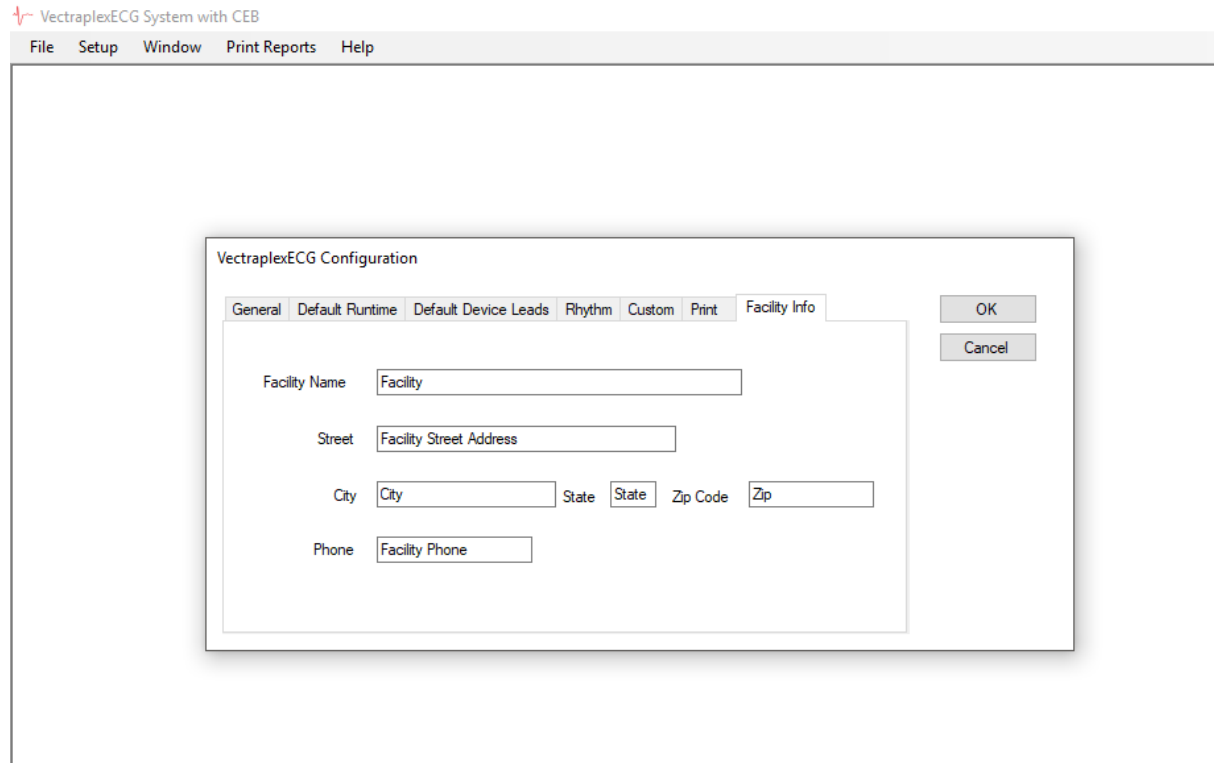 VectraplexECG System with CEB
File Setup Window Print Reports Help
VectraplexECG Configuration
General Default Runtime Default Device Leads Rhythm Custom Print Facility Info
OK
Cancel
Facility Name Facility
Street Facility Street Address
City City State State Zip Code Zip
Phone Facility Phone